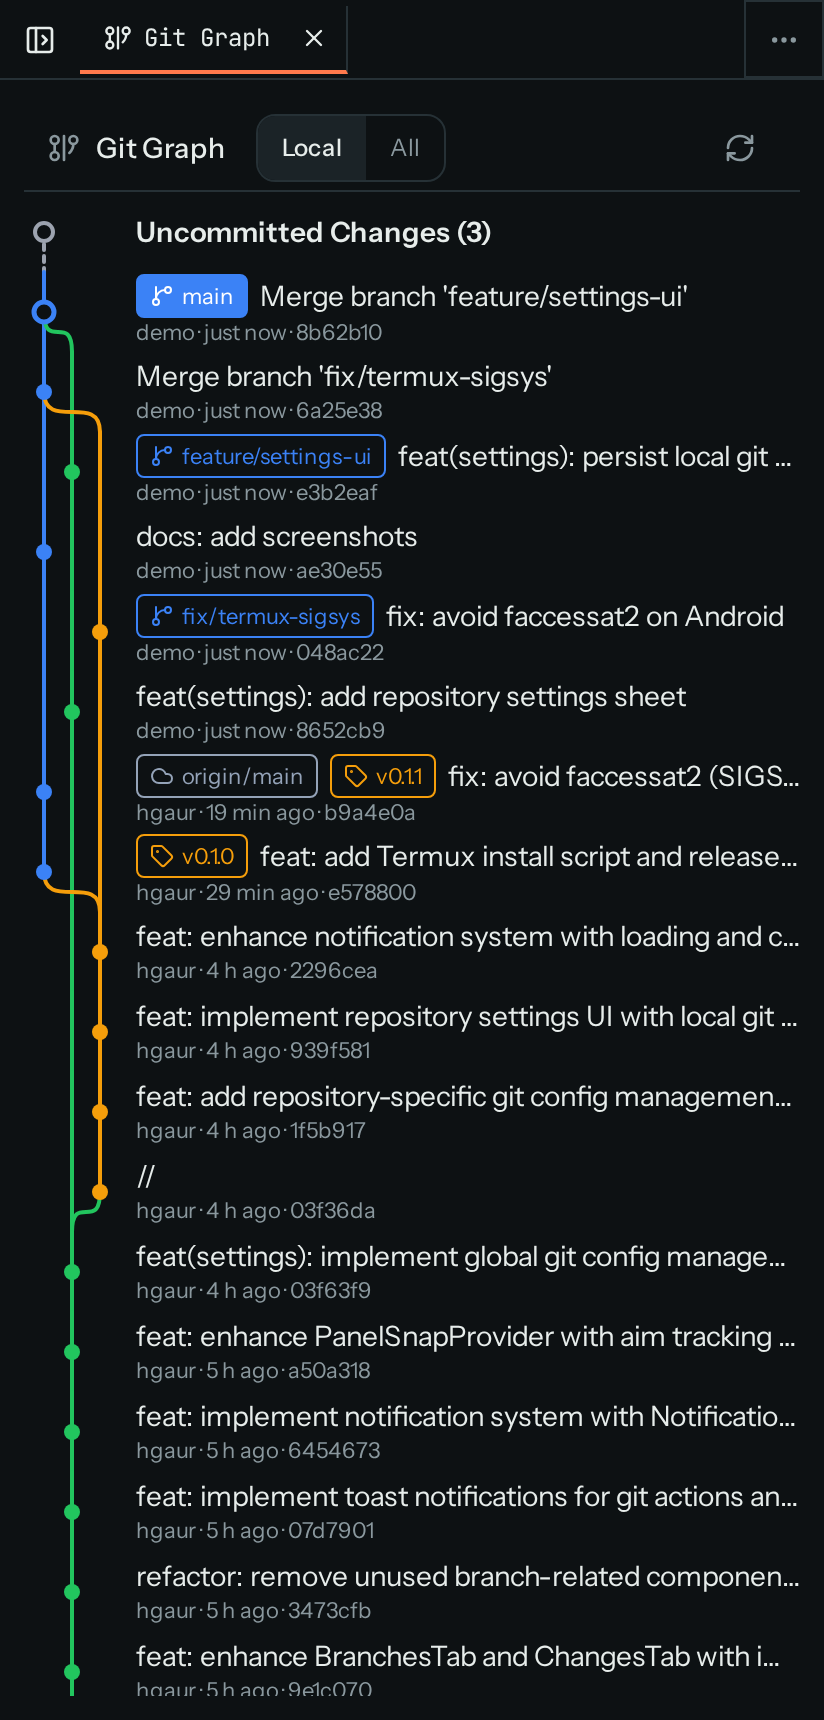 Git Graph
Git Graph Local All
Uncommitted Changes (3)
main Merge branch 'feature/settings-ui'
demo · just now · 8b62b10
Merge branch 'fix/termux-sigsys'
demo · just now · 6a25e38
feature/settings-ui feat(settings): persist local git ...
demo · just now · e3b2eaf
docs: add screenshots
demo · just now · ae30e55
fix/termux-sigsys fix: avoid faccessat2 on Android
demo · just now · 048ac22
feat(settings): add repository settings sheet
demo · just now · 8652cb9
origin/main v0.1.1 fix: avoid faccessat2 (SIGS...
hgaur · 19 min ago · b9a4e0a
v0.1.0 feat: add Termux install script and release...
hgaur · 29 min ago · e578800
feat: enhance notification system with loading and c...
hgaur · 4 h ago · 2296cea
feat: implement repository settings UI with local git ...
hgaur · 4 h ago · 939f581
feat: add repository-specific git config managemen...
hgaur · 4 h ago · 1f5b917
//
hgaur · 4 h ago · 03f36da
feat(settings): implement global git config manage...
hgaur · 4 h ago · 03f63f9
feat: enhance PanelSnapProvider with aim tracking ...
hgaur · 5 h ago · a50a318
feat: implement notification system with Notificatio...
hgaur · 5 h ago · 6454673
feat: implement toast notifications for git actions an...
hgaur · 5 h ago · 07d7901
refactor: remove unused branch-related componen...
hgaur · 5 h ago · 3473cfb
feat: enhance BranchesTab and ChangesTab with i...
hgaur · 5 h ago · 9e1c070